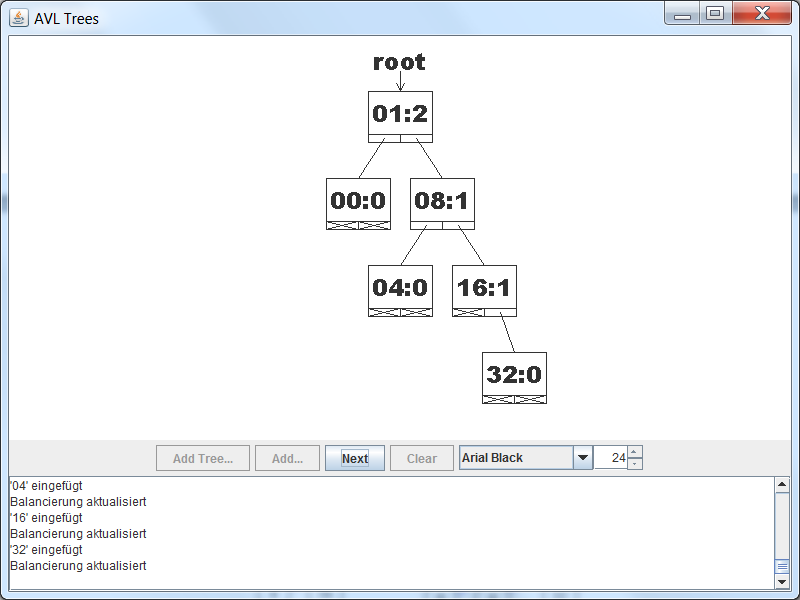 AVL Trees
root
01:2
00:0 08:1
04:0 16:1
32:0
Add Tree... Add... Next Clear Arial Black 24
'04' eingefügt
Balancierung aktualisiert
'16' eingefügt
Balancierung aktualisiert
'32' eingefügt
Balancierung aktualisiert